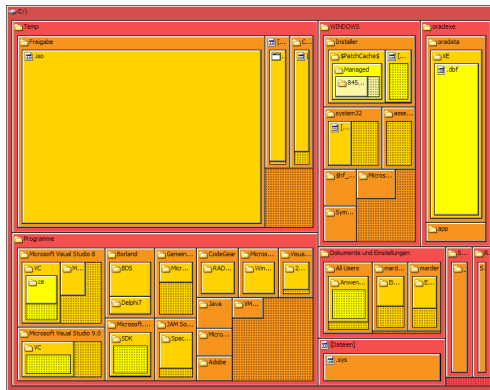 C:\
Temp
Freigabe
.iso
[...
C...
[
WINDOWS
Installer
$PatchCache$
Managed
845...
[...
system32
[...
asse...
$hf_...
Micros...
Sym...
oradexe
oradata
XE
.dbf
app
Programme
Microsoft Visual Studio 8
VC
ce
M...
Microsoft Visual Studio 9.0
VC
Borland
BDS
Delphi7
Microsoft....
SDK
Gemein...
Micr...
JAM So...
Spac...
CodeGear
RAD...
Java
Micro...
Adobe
Micros...
Win...
VM...
Visua...
2...
Dokumente und Einstellungen
All Users
Anwen...
mard...
B...
marder
E...
[Dateien]
.sys
S...
R...
S.